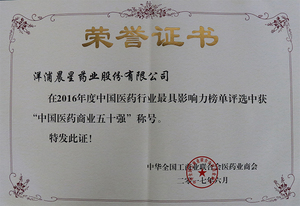 荣誉证书
洋浦晨星药业股份有限公司
在2016年度中国医药行业最具影响力榜单评选中获
“中国医药商业五十强”称号。
特发此证！
中华全国工商业联合会医药业商会
二〇一七年六月